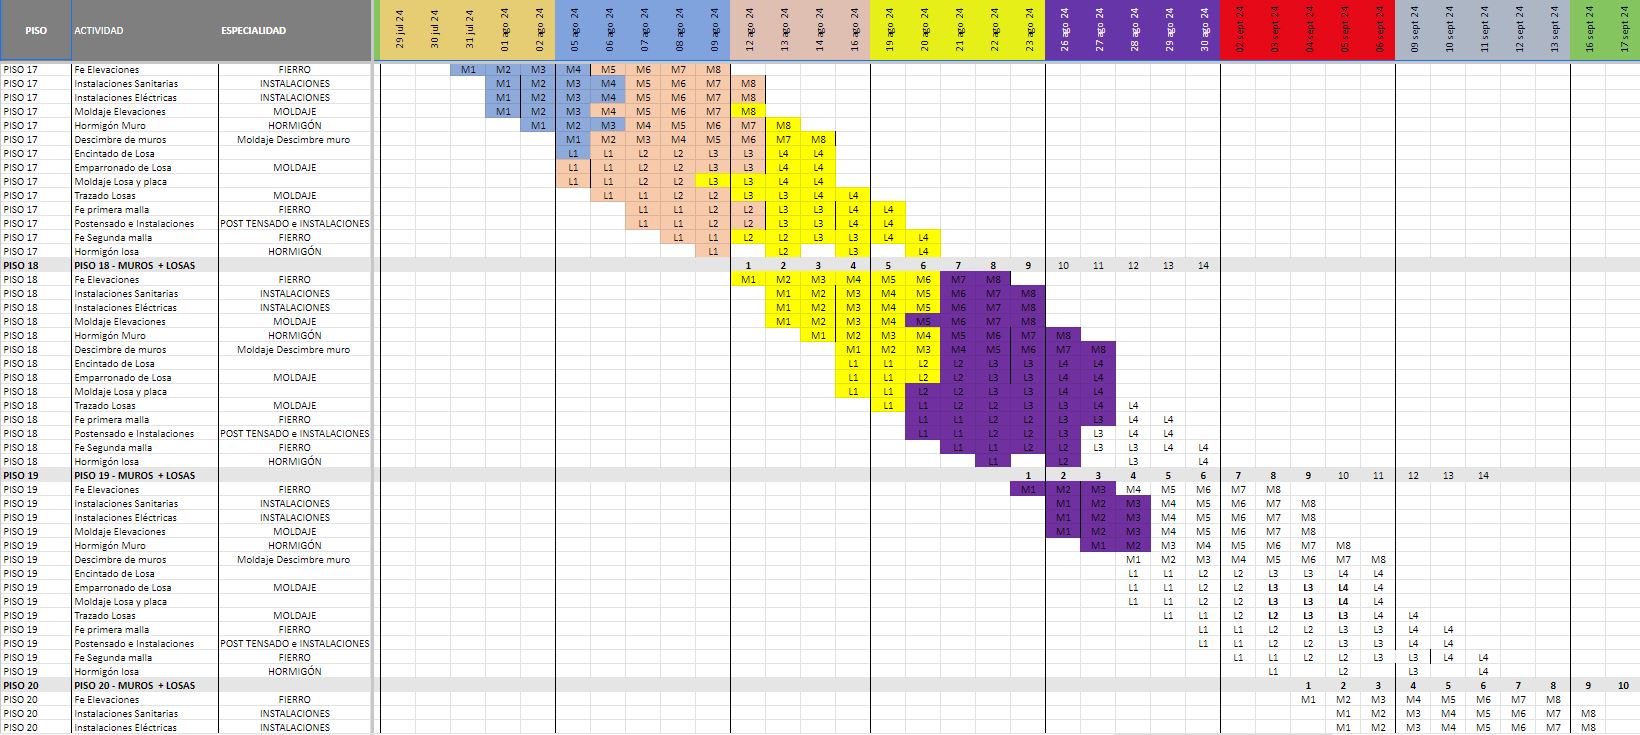 PISO ACTIVIDAD ESPECIALIDAD 29 jul 24 30 jul 24 31 jul 24 01 ago 24 02 ago 24 05 ago 24 06 ago 24 07 ago 24 08 ago 24 09 ago 24 12 ago 24 13 ago 24 14 ago 24 16 ago 24 19 ago 24 20 ago 24 21 ago 24 22 ago 24 23 ago 24 26 ago 24 27 ago 24 28 ago 24 29 ago 24 30 ago 24 02 sept 24 03 sept 24 04 sept 24 05 sept 24 06 sept 24 09 sept 24 10 sept 24 11 sept 24 12 sept 24 13 sept 24 16 sept 24 17 sept 24
PISO 17 Fe Elevaciones FIERRO M1 M2 M3 M4 M5 M6 M7 M8
PISO 17 Instalaciones Sanitarias INSTALACIONES M1 M2 M3 M4 M5 M6 M7 M8
PISO 17 Instalaciones Eléctricas INSTALACIONES M1 M2 M3 M4 M5 M6 M7 M8
PISO 17 Moldaje Elevaciones MOLDAJE M1 M2 M3 M4 M5 M6 M7 M8
PISO 17 Hormigón Muro HORMIGÓN M1 M2 M3 M4 M5 M6 M7 M8
PISO 17 Descimbre de muros Moldaje Descimbre muro M1 M2 M3 M4 M5 M6 M7 M8
PISO 17 Encintado de Losa L1 L1 L2 L2 L3 L3 L4 L4
PISO 17 Emparronado de Losa MOLDAJE L1 L1 L2 L2 L3 L3 L4 L4
PISO 17 Moldaje Losa y placa L1 L1 L2 L2 L3 L3 L4 L4
PISO 17 Trazado Losas MOLDAJE L1 L1 L2 L2 L3 L3 L4 L4
PISO 17 Fe primera malla FIERRO L1 L1 L2 L2 L3 L3 L4 L4
PISO 17 Postensado e Instalaciones POST TENSADO e INSTALACIONES L1 L1 L2 L2 L3 L3 L4 L4
PISO 17 Fe Segunda malla FIERRO L1 L1 L2 L2 L3 L3 L4 L4
PISO 17 Hormigón losa HORMIGÓN L1 L2 L3 L4
PISO 18 PISO 18 - MUROS + LOSAS 1 2 3 4 5 6 7 8 9 10 11 12 13 14
PISO 18 Fe Elevaciones FIERRO M1 M2 M3 M4 M5 M6 M7 M8
PISO 18 Instalaciones Sanitarias INSTALACIONES M1 M2 M3 M4 M5 M6 M7 M8
PISO 18 Instalaciones Eléctricas INSTALACIONES M1 M2 M3 M4 M5 M6 M7 M8
PISO 18 Moldaje Elevaciones MOLDAJE M1 M2 M3 M4 M5 M6 M7 M8
PISO 18 Hormigón Muro HORMIGÓN M1 M2 M3 M4 M5 M6 M7 M8
PISO 18 Descimbre de muros Moldaje Descimbre muro M1 M2 M3 M4 M5 M6 M7 M8
PISO 18 Encintado de Losa L1 L1 L2 L2 L3 L3 L4 L4
PISO 18 Emparronado de Losa MOLDAJE L1 L1 L2 L2 L3 L3 L4 L4
PISO 18 Moldaje Losa y placa L1 L1 L2 L2 L3 L3 L4 L4
PISO 18 Trazado Losas MOLDAJE L1 L1 L2 L2 L3 L3 L4 L4
PISO 18 Fe primera malla FIERRO L1 L1 L2 L2 L3 L3 L4 L4
PISO 18 Postensado e Instalaciones POST TENSADO e INSTALACIONES L1 L1 L2 L2 L3 L3 L4 L4
PISO 18 Fe Segunda malla FIERRO L1 L1 L2 L2 L3 L3 L4 L4
PISO 18 Hormigón losa HORMIGÓN L1 L2 L3 L4
PISO 19 PISO 19 - MUROS + LOSAS 1 2 3 4 5 6 7 8 9 10 11 12 13 14
PISO 19 Fe Elevaciones FIERRO M1 M2 M3 M4 M5 M6 M7 M8
PISO 19 Instalaciones Sanitarias INSTALACIONES M1 M2 M3 M4 M5 M6 M7 M8
PISO 19 Instalaciones Eléctricas INSTALACIONES M1 M2 M3 M4 M5 M6 M7 M8
PISO 19 Moldaje Elevaciones MOLDAJE M1 M2 M3 M4 M5 M6 M7 M8
PISO 19 Hormigón Muro HORMIGÓN M1 M2 M3 M4 M5 M6 M7 M8
PISO 19 Descimbre de muros Moldaje Descimbre muro M1 M2 M3 M4 M5 M6 M7 M8
PISO 19 Encintado de Losa L1 L1 L2 L2 L3 L3 L4 L4
PISO 19 Emparronado de Losa MOLDAJE L1 L1 L2 L2 L3 L3 L4 L4
PISO 19 Moldaje Losa y placa L1 L1 L2 L2 L3 L3 L4 L4
PISO 19 Trazado Losas MOLDAJE L1 L1 L2 L2 L3 L3 L4 L4
PISO 19 Fe primera malla FIERRO L1 L1 L2 L2 L3 L3 L4 L4
PISO 19 Postensado e Instalaciones POST TENSADO e INSTALACIONES L1 L1 L2 L2 L3 L3 L4 L4
PISO 19 Fe Segunda malla FIERRO L1 L1 L2 L2 L3 L3 L4 L4
PISO 19 Hormigón losa HORMIGÓN L1 L2 L3 L4
PISO 20 PISO 20 - MUROS + LOSAS 1 2 3 4 5 6 7 8 9 10
PISO 20 Fe Elevaciones FIERRO M1 M2 M3 M4 M5 M6 M7 M8
PISO 20 Instalaciones Sanitarias INSTALACIONES M1 M2 M3 M4 M5 M6 M7 M8
PISO 20 Instalaciones Eléctricas INSTALACIONES M1 M2 M3 M4 M5 M6 M7 M8